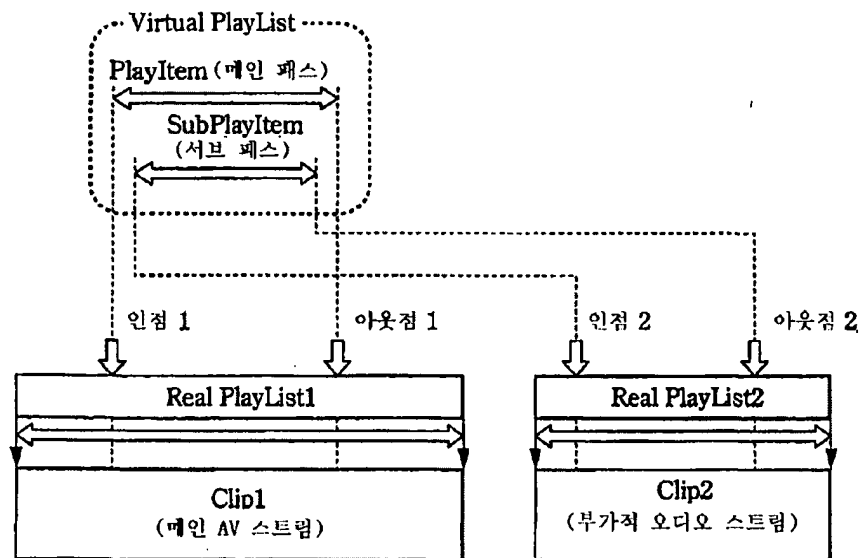 Virtual PlayList
PlayItem (메인 패스)
SubPlayItem
(서브 패스)
인점 1
아웃점 1
인점 2
아웃점 2
Real PlayList1
Real PlayList2
Clip1
(메인 AV 스트림)
Clip2
(부가적 오디오 스트림)